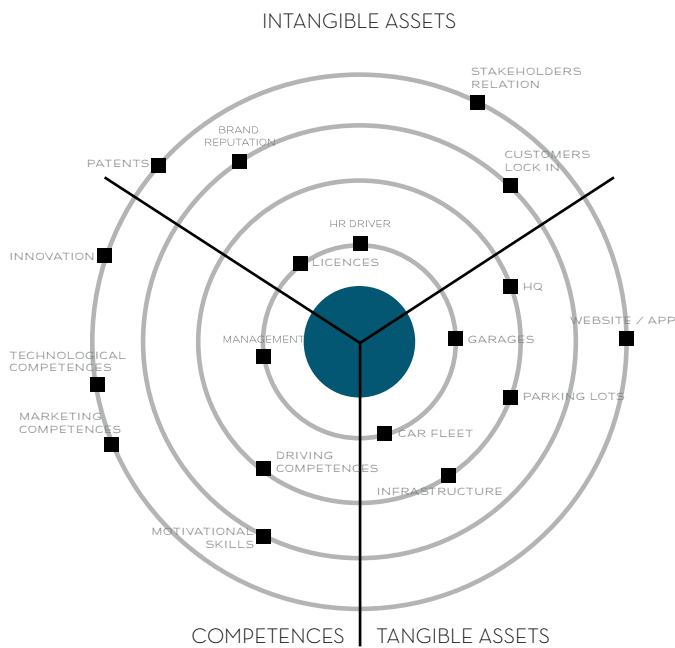 INTANGIBLE ASSETS
STAKEHOLDERS
RELATION
BRAND
REPUTATION
PATENTS
CUSTOMERS
LOCK IN
HR DRIVER
INNOVATION
LICENCES
HQ
WEBSITE / APP
MANAGEMENT
GARAGES
TECHNOLOGICAL
COMPETENCES
PARKING LOTS
MARKETING
COMPETENCES
CAR FLEET
DRIVING
COMPETENCES
INFRASTRUCTURE
MOTIVATIONAL
SKILLS
COMPETENCES
TANGIBLE ASSETS